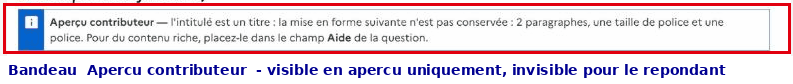 Aperçu contributeur — l'intitulé est un titre : la mise en forme suivante n'est pas conservée : 2 paragraphes, une taille de police et une
police. Pour du contenu riche, placez-le dans le champ Aide de la question.
Bandeau Apercu contributeur - visible en apercu uniquement, invisible pour le repondant